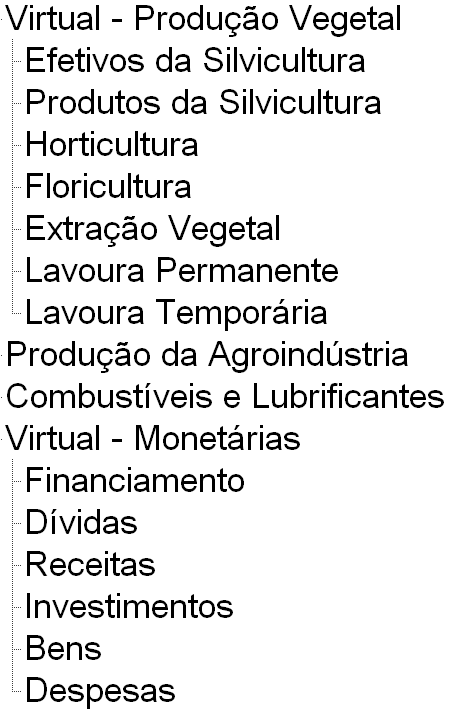 Virtual - Produção Vegetal
Efetivos da Silvicultura
Produtos da Silvicultura
Horticultura
Floricultura
Extração Vegetal
Lavoura Permanente
Lavoura Temporária
Produção da Agroindústria
Combustíveis e Lubrificantes
Virtual - Monetárias
Financiamento
Dívidas
Receitas
Investimentos
Bens
Despesas